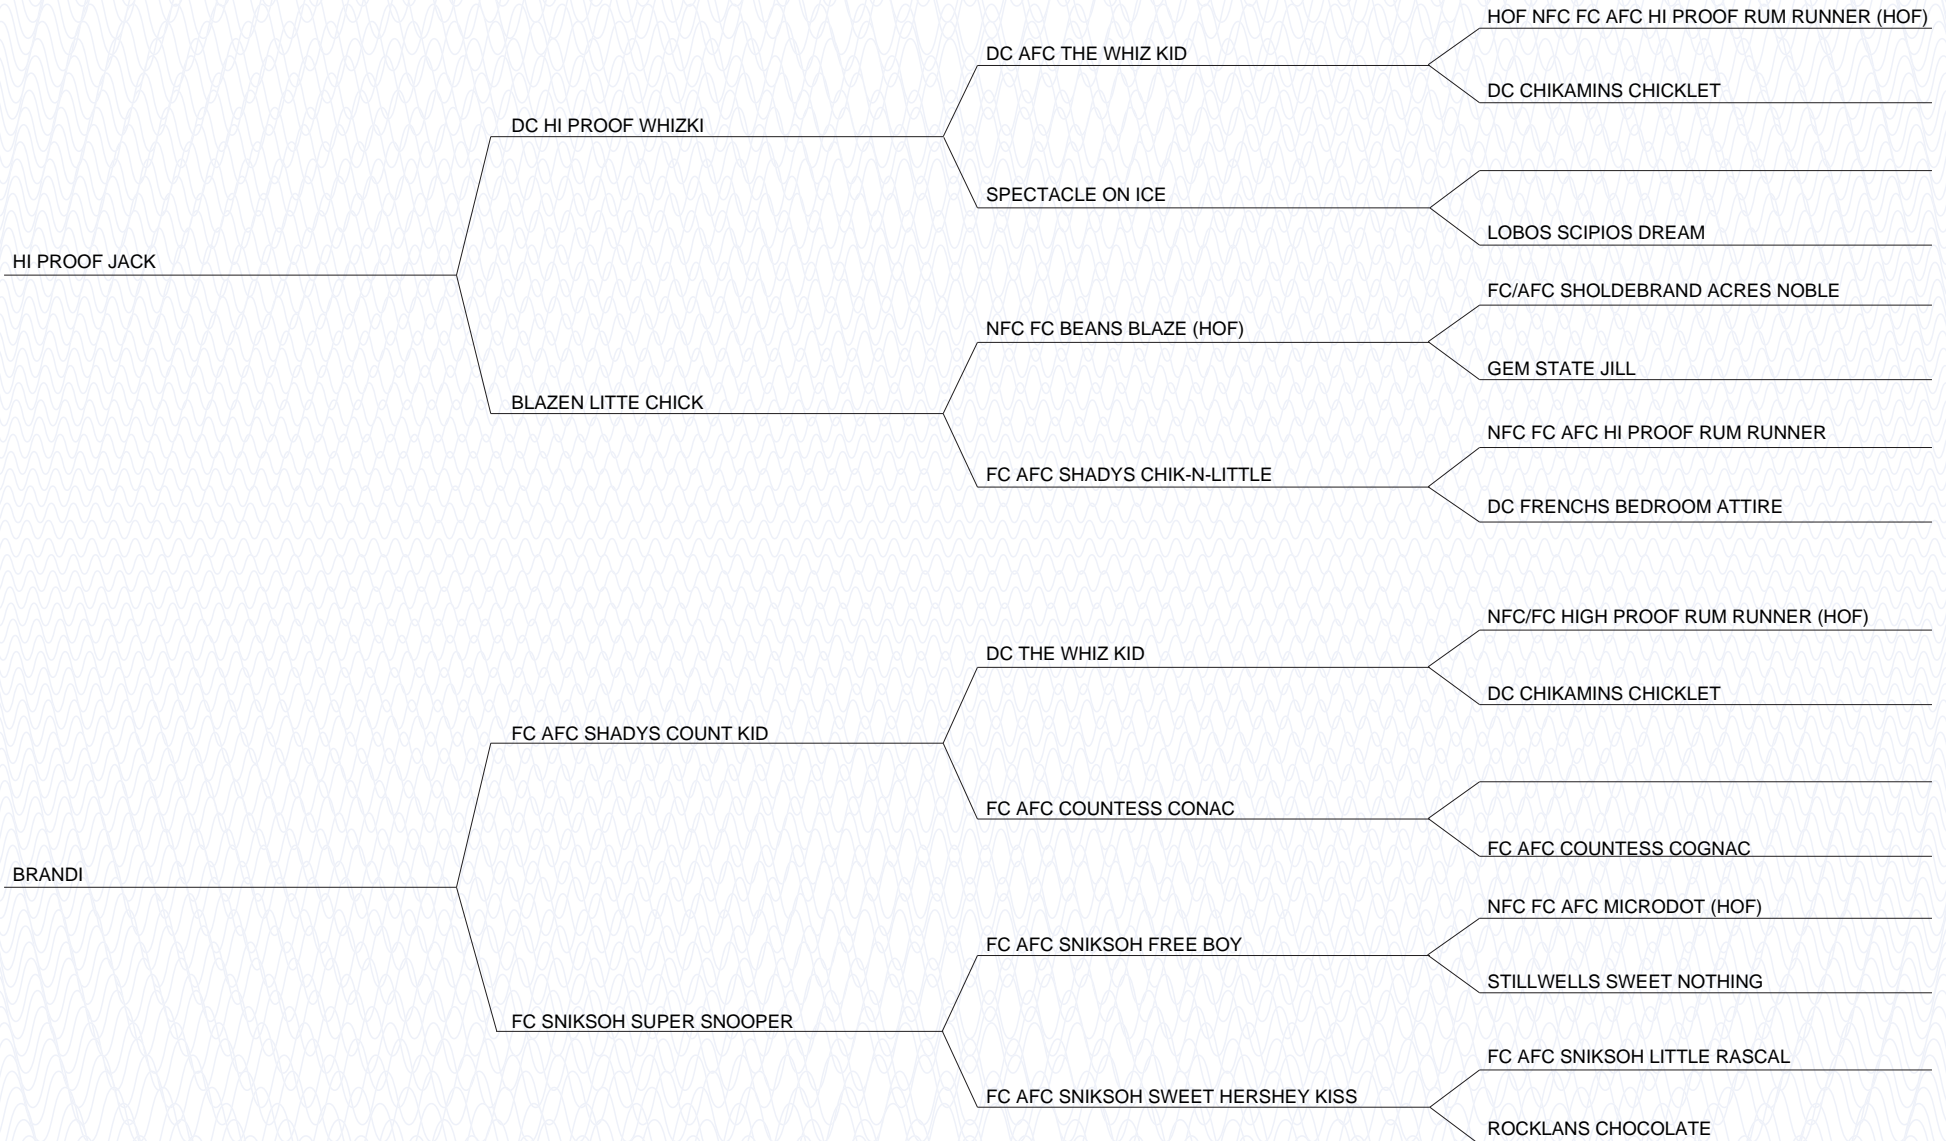 HOF NFC FC AFC HI PROOF RUM RUNNER (HOF)
DC AFC THE WHIZ KID
DC CHIKAMINS CHICKLET
DC HI PROOF WHIZKI
SPECTACLE ON ICE
LOBOS SCIPIOS DREAM
HI PROOF JACK
FC/AFC SHOLDEBRAND ACRES NOBLE
NFC FC BEANS BLAZE (HOF)
GEM STATE JILL
BLAZEN LITTE CHICK
NFC FC AFC HI PROOF RUM RUNNER
FC AFC SHADYS CHIK-N-LITTLE
DC FRENCHS BEDROOM ATTIRE
NFC/FC HIGH PROOF RUM RUNNER (HOF)
DC THE WHIZ KID
DC CHIKAMINS CHICKLET
FC AFC SHADYS COUNT KID
FC AFC COUNTESS CONAC
FC AFC COUNTESS COGNAC
BRANDI
NFC FC AFC MICRODOT (HOF)
FC AFC SNIKSOH FREE BOY
STILLWELLS SWEET NOTHING
FC SNIKSOH SUPER SNOOPER
FC AFC SNIKSOH LITTLE RASCAL
FC AFC SNIKSOH SWEET HERSHEY KISS
ROCKLANS CHOCOLATE